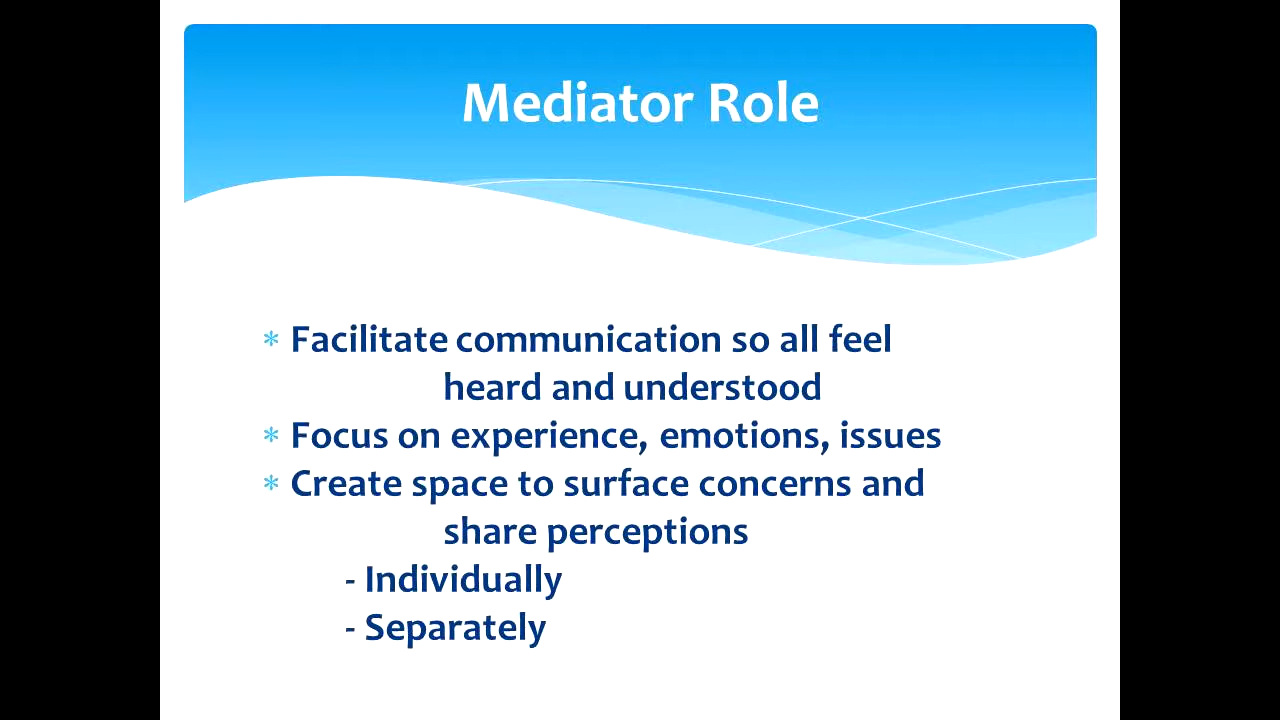 Mediator Role
* Facilitate communication so all feel
heard and understood
* Focus on experience, emotions, issues
* Create space to surface concerns and
share perceptions
- Individually
- Separately